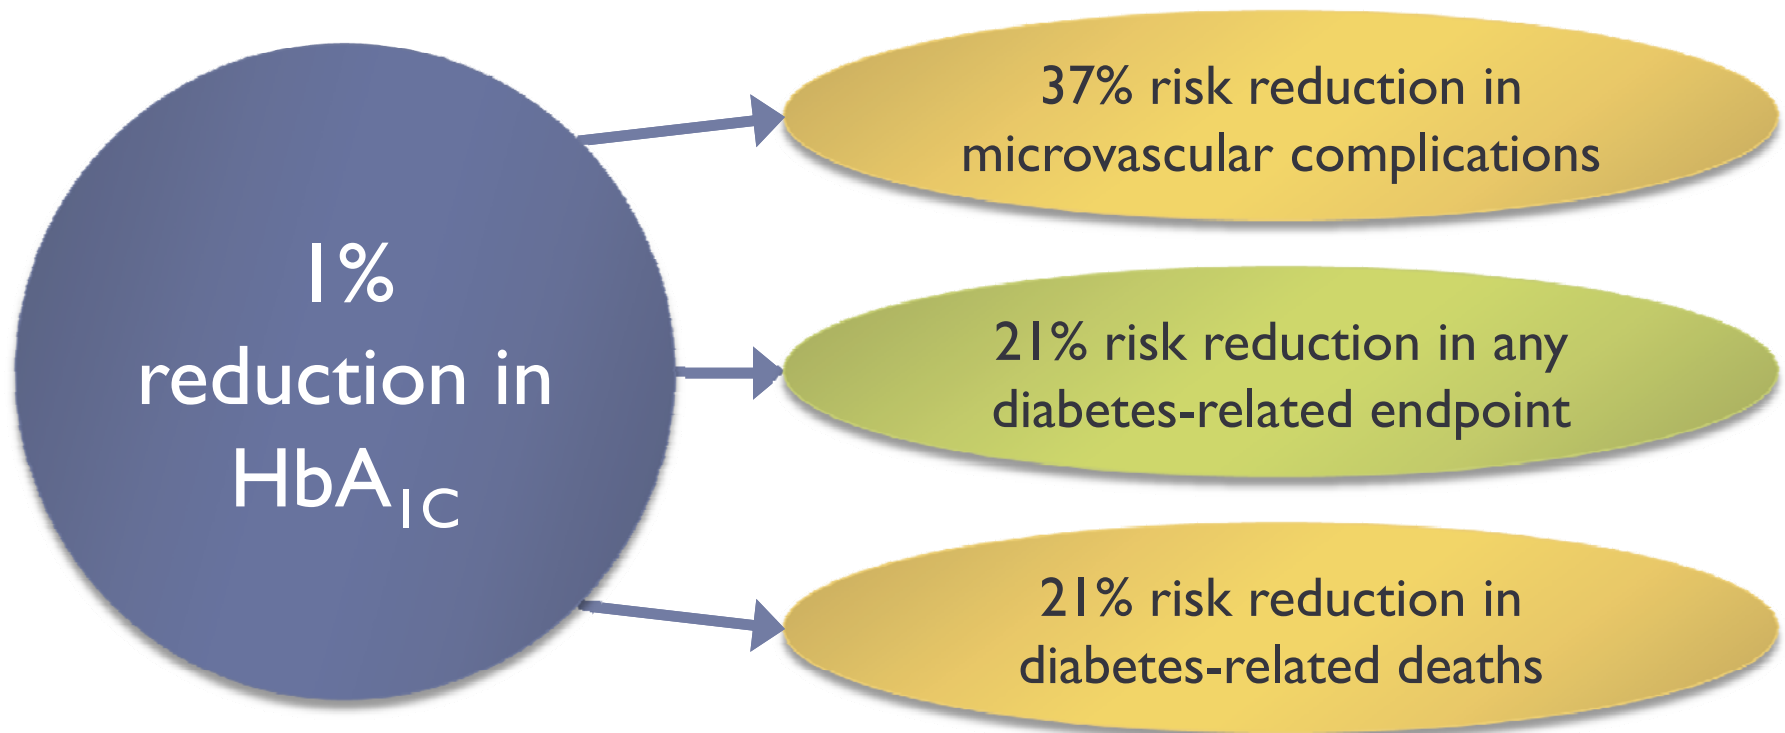 1%
reduction in
HbA1C
37% risk reduction in
microvascular complications
21% risk reduction in any
diabetes-related endpoint
21% risk reduction in
diabetes-related deaths